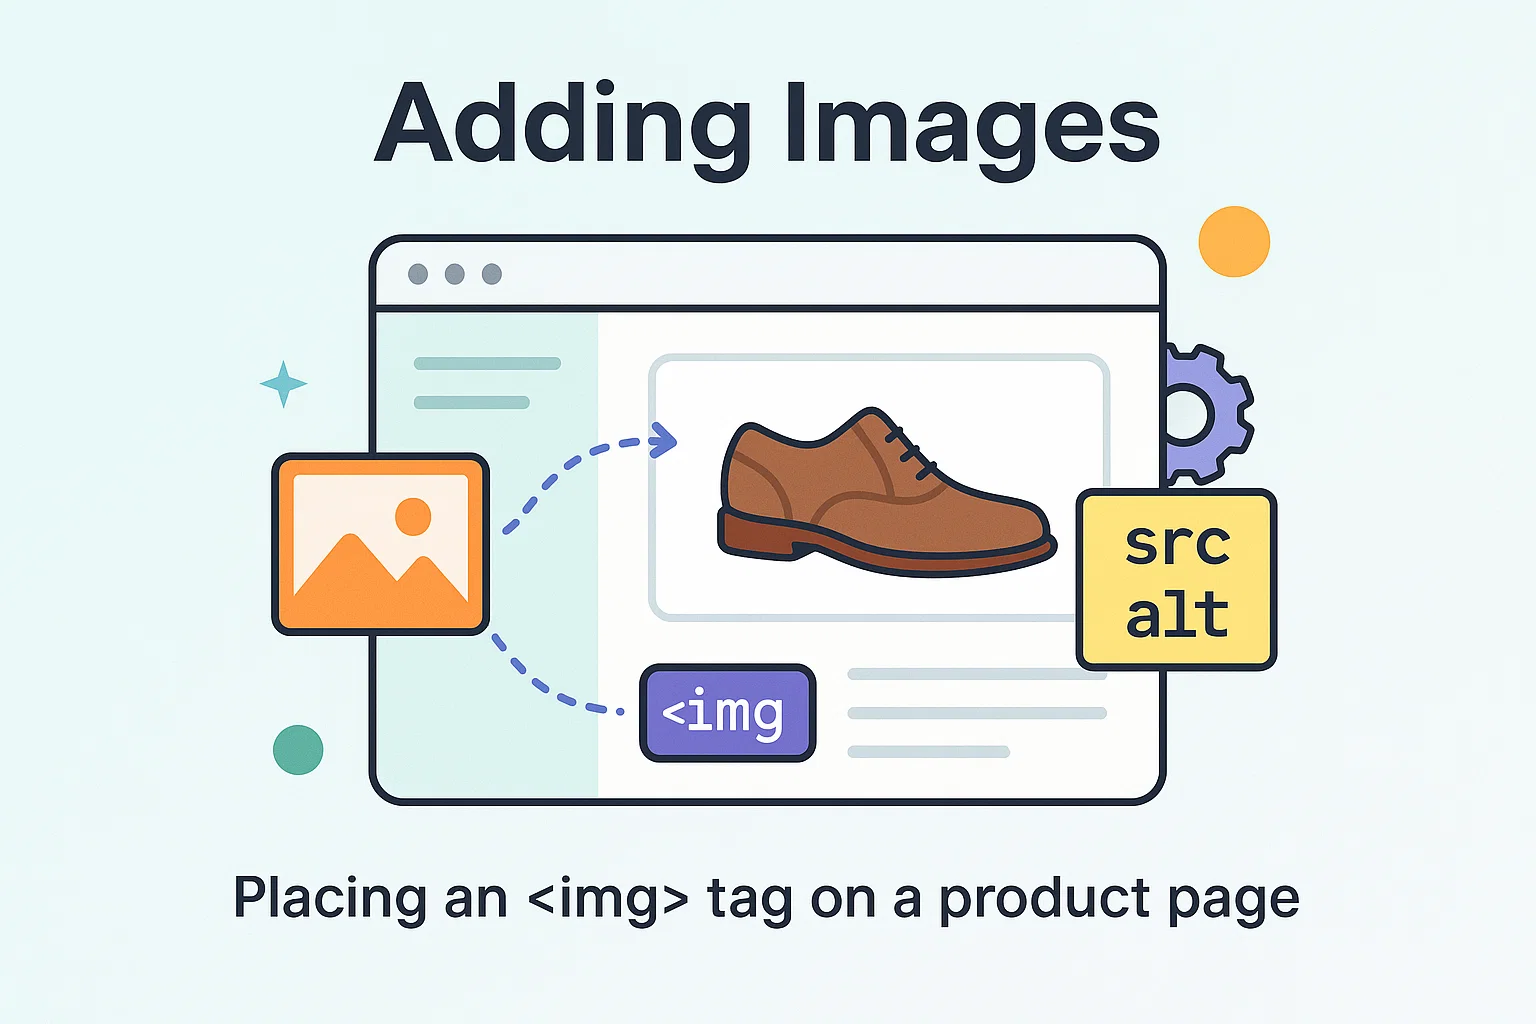 Adding Images
src
alt
<img
Placing an <img> tag on a product page